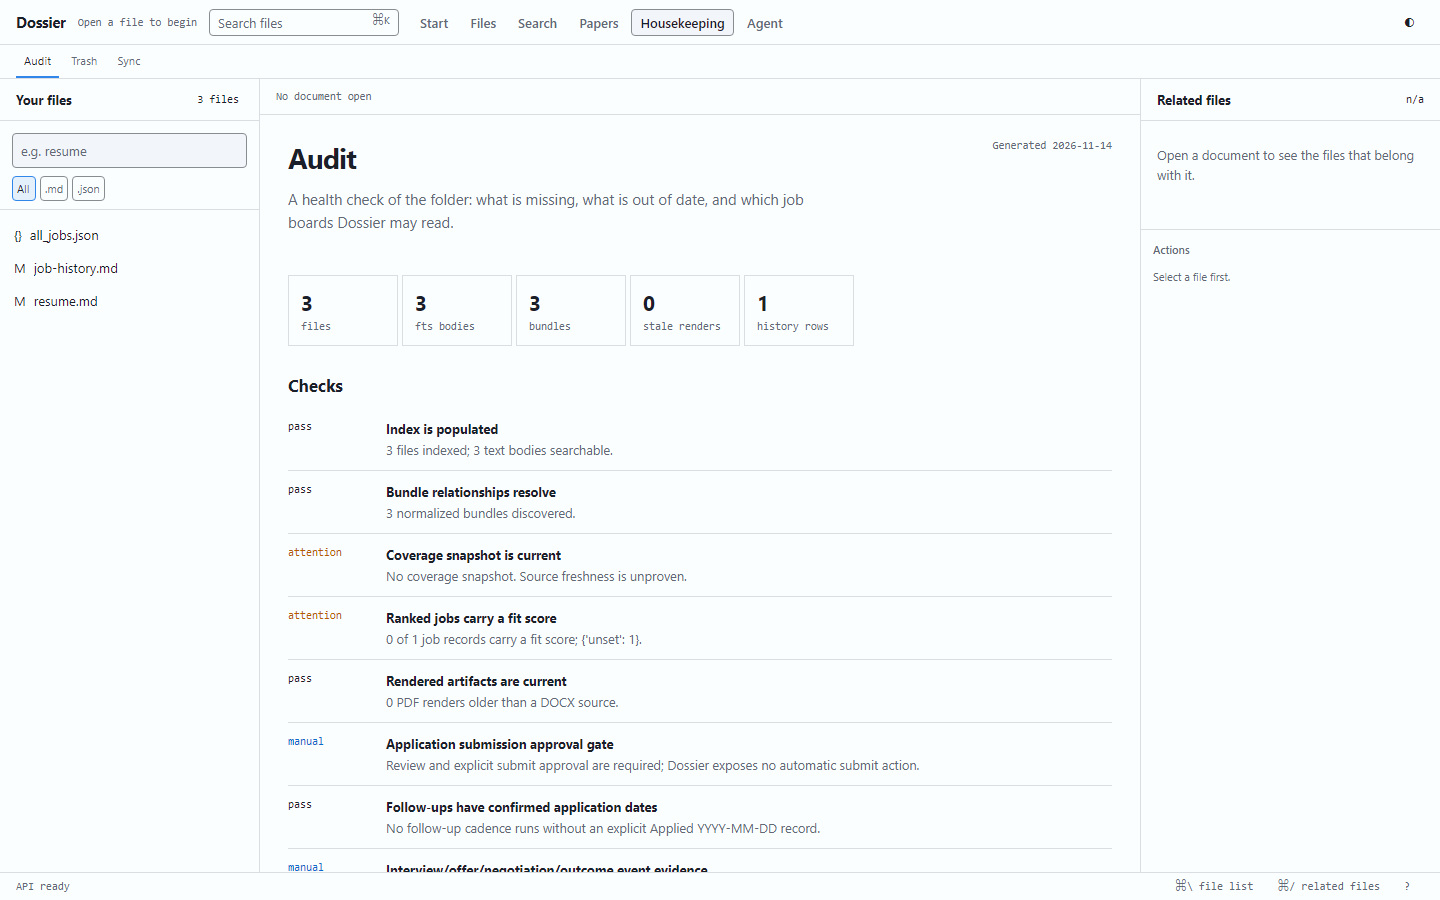 Dossier Open a file to begin Search files ⌘K Start Files Search Papers Housekeeping Agent
Audit Trash Sync
Your files 3 files
e.g. resume
All .md .json
{} all_jobs.json
M job-history.md
M resume.md
No document open
Audit
Generated 2026-11-14
A health check of the folder: what is missing, what is out of date, and which job
boards Dossier may read.
3 files
3 fts bodies
3 bundles
0 stale renders
1 history rows
Checks
pass Index is populated
3 files indexed; 3 text bodies searchable.
pass Bundle relationships resolve
3 normalized bundles discovered.
attention Coverage snapshot is current
No coverage snapshot. Source freshness is unproven.
attention Ranked jobs carry a fit score
0 of 1 job records carry a fit score; {'unset': 1}.
pass Rendered artifacts are current
0 PDF renders older than a DOCX source.
manual Application submission approval gate
Review and explicit submit approval are required; Dossier exposes no automatic submit action.
pass Follow-ups have confirmed application dates
No follow-up cadence runs without an explicit Applied YYYY-MM-DD record.
manual Interview/offer/negotiation/outcome event evidence
Related files n/a
Open a document to see the files that belong
with it.
Actions
Select a file first.
API ready ⌘\ file list ⌘/ related files ?